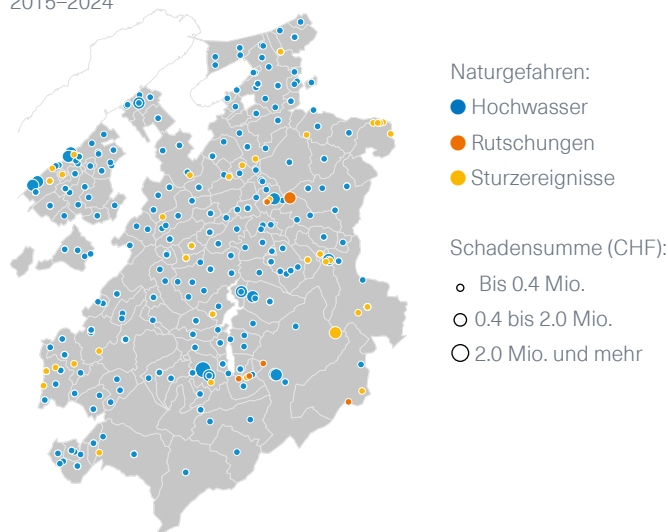 2015–2024
Naturgefahren:
Hochwasser
Rutschungen
Sturzereignisse
Schadensumme (CHF):
Bis 0.4 Mio.
0.4 bis 2.0 Mio.
2.0 Mio. und mehr